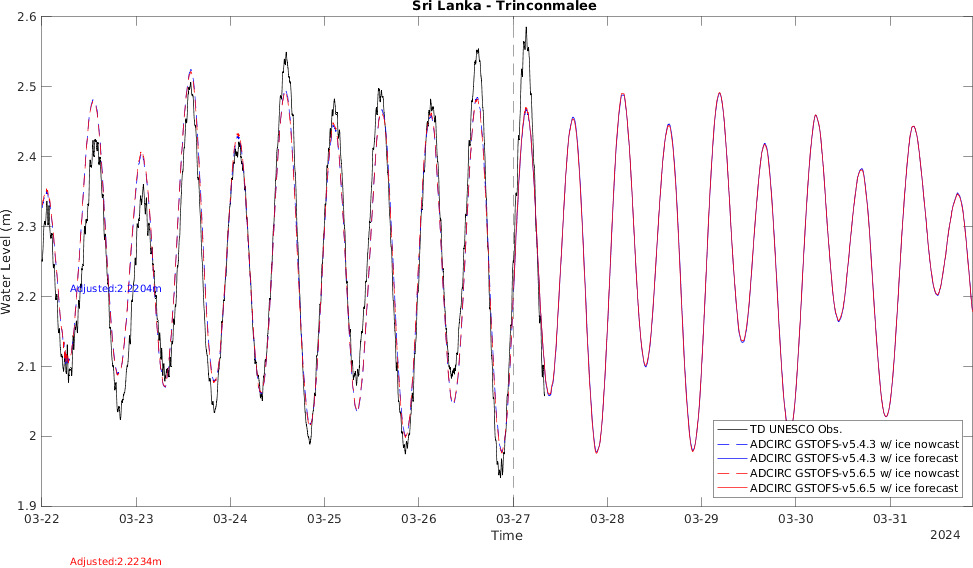 Sri Lanka - Trinconmalee
2.6
2.5
2.4
2.3
2.2
2.1
2
1.9
Water Level (m)
Adjusted:2.2204m
TD UNESCO Obs.
ADCIRC GSTOFS-v5.4.3 w/ ice nowcast
ADCIRC GSTOFS-v5.4.3 w/ ice forecast
ADCIRC GSTOFS-v5.6.5 w/ ice nowcast
ADCIRC GSTOFS-v5.6.5 w/ ice forecast
03-22 03-23 03-24 03-25 03-26 03-27 03-28 03-29 03-30 03-31
Time
2024
Adjusted:2.2234m